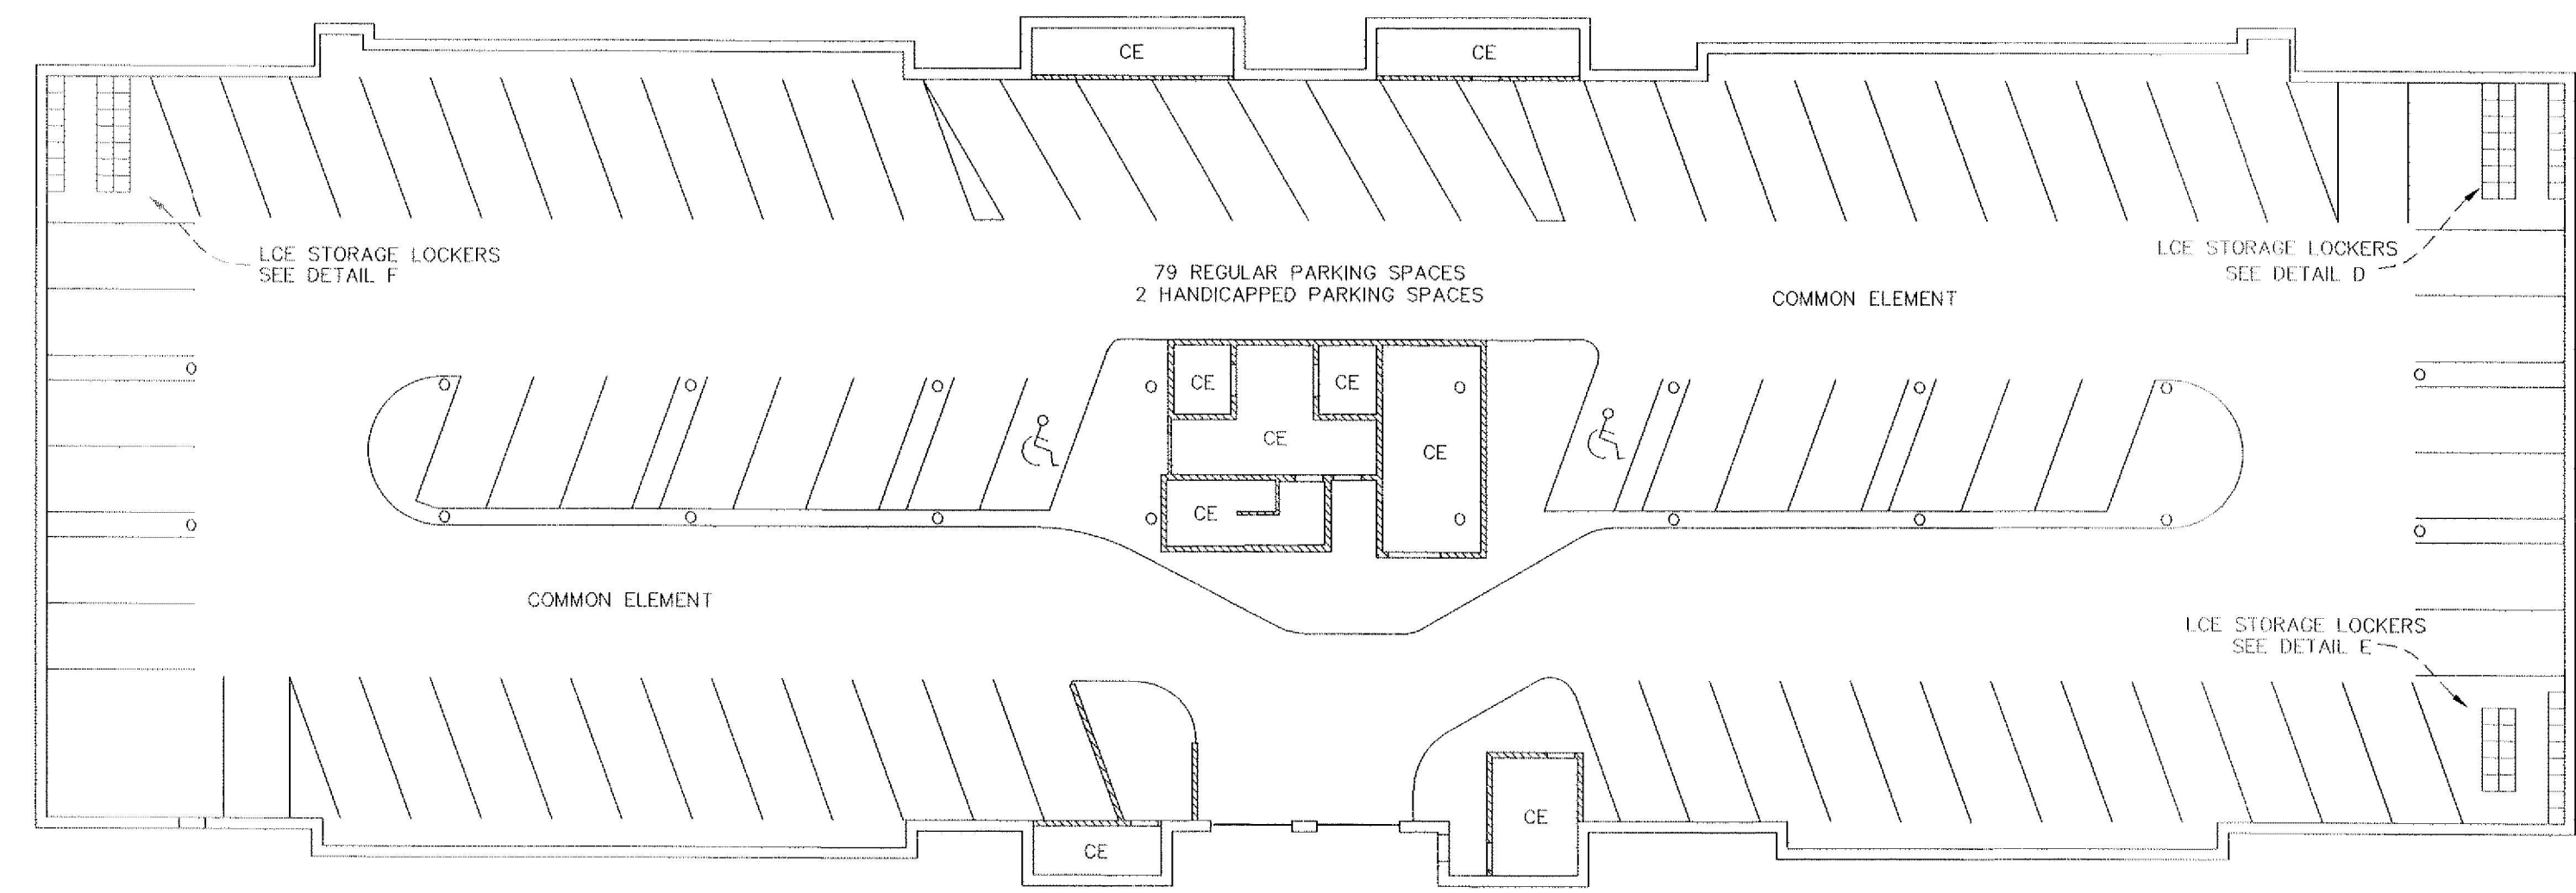 CE
CE
LCE STORAGE LOCKERS
SEE DETAIL F
79 REGULAR PARKING SPACES
2 HANDICAPPED PARKING SPACES
COMMON ELEMENT
LCE STORAGE LOCKERS
SEE DETAIL D
CE
CE
CE
CE
CE
COMMON ELEMENT
LCE STORAGE LOCKERS
SEE DETAIL E
CE
CE